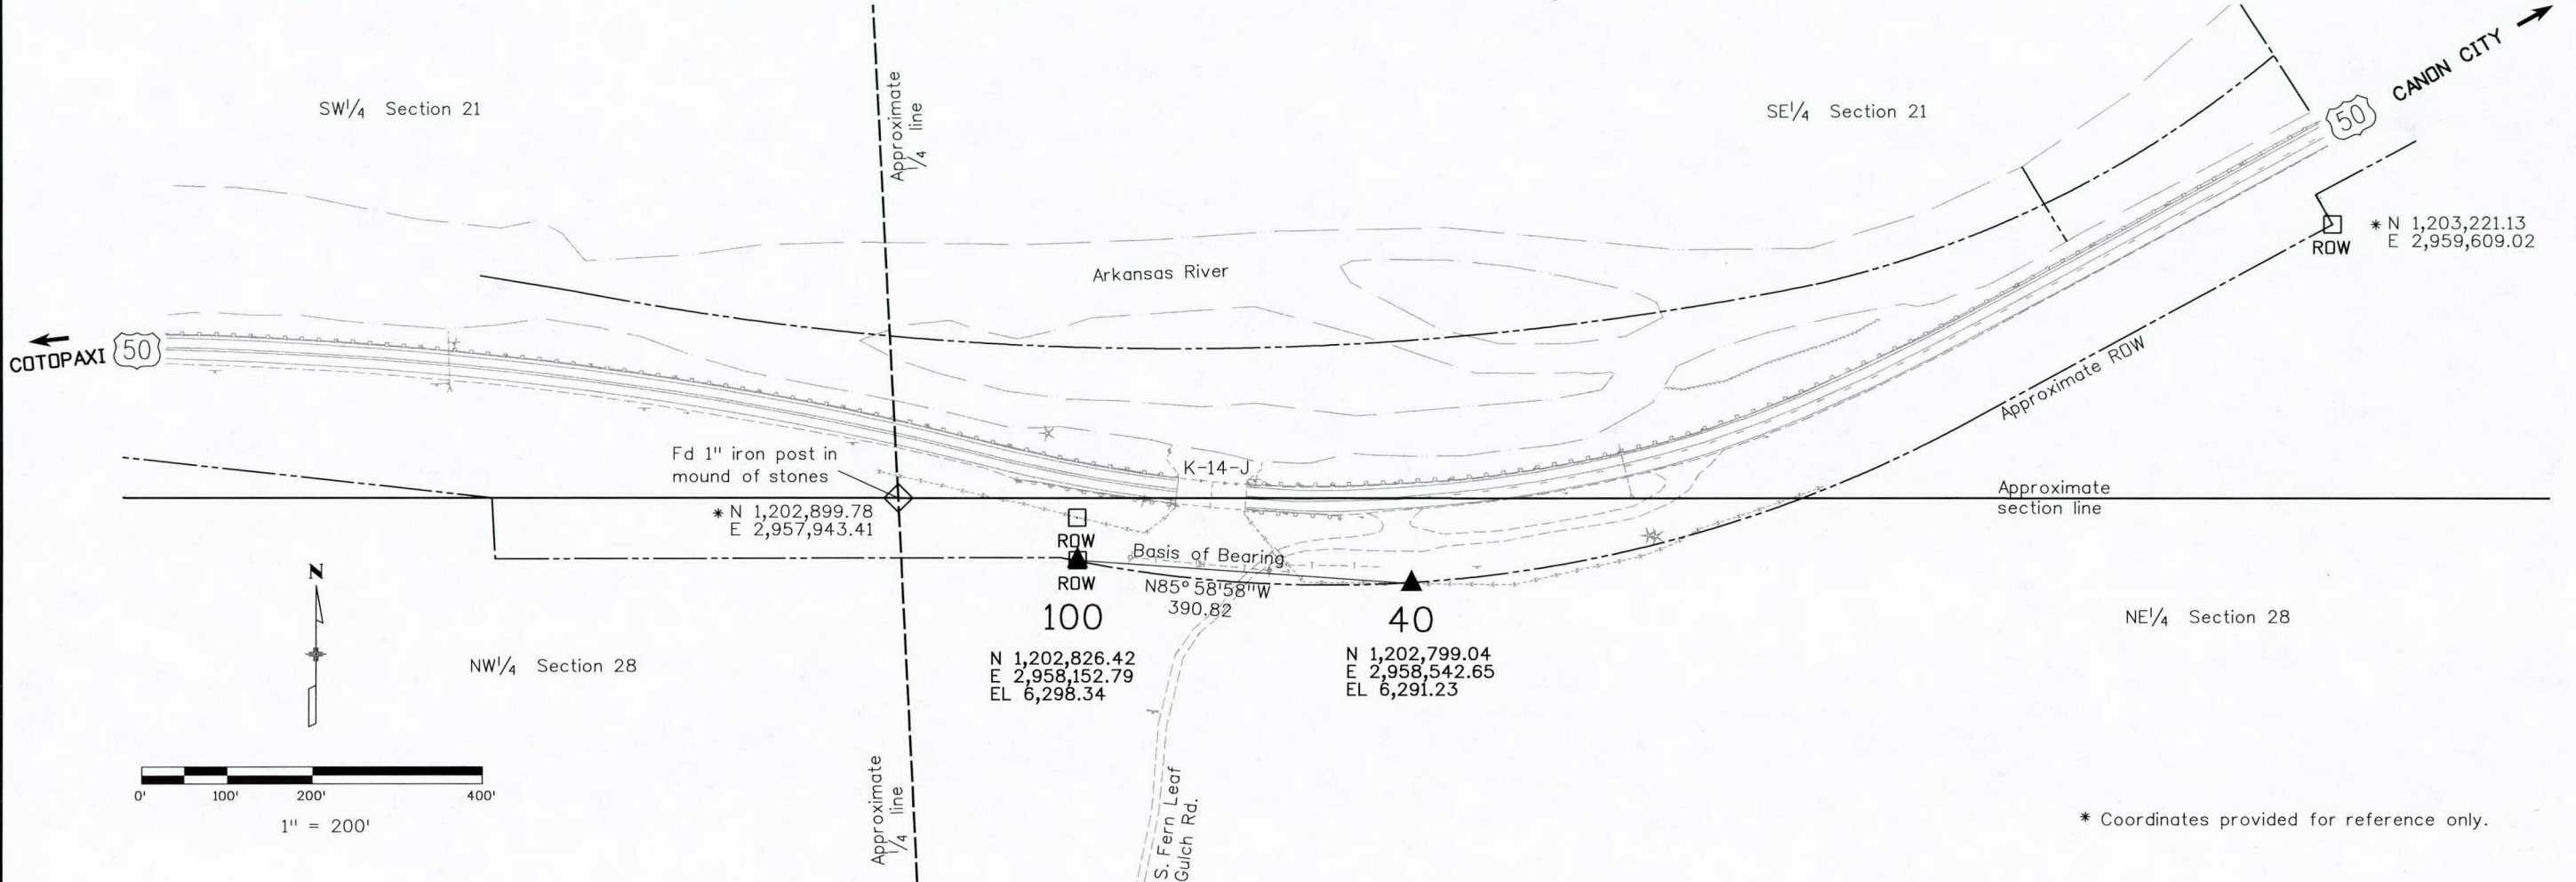 SW1/4 Section 21
Approximate
1/4 line
SE1/4 Section 21
CANON CITY
50
Arkansas River
* N 1,203,221.13
E 2,959,609.02
ROW
COTOPAXI
50
Approximate ROW
Fd 1" iron post in
mound of stones
K-14-J
Approximate
section line
* N 1,202,899.78
E 2,957,943.41
ROW
Basis of Bearing
N85°58'58"W
390.82
ROW
100
N 1,202,826.42
E 2,958,152.79
EL 6,298.34
40
N 1,202,799.04
E 2,958,542.65
EL 6,291.23
N
NW1/4 Section 28
NE1/4 Section 28
0' 100' 200' 400'
1" = 200'
Approximate
1/4 line
S. Fern Leaf
Gulch Rd.
* Coordinates provided for reference only.